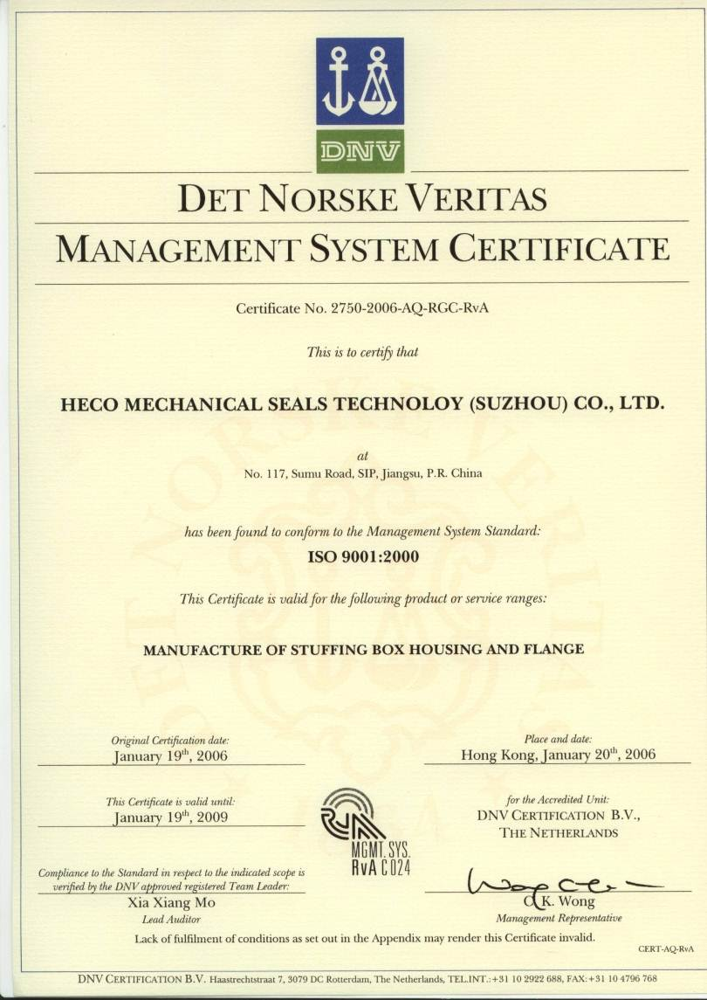 DNV
DET NORSKE VERITAS
MANAGEMENT SYSTEM CERTIFICATE
Certificate No. 2750-2006-AQ-RGC-RvA
This is to certify that
HECO MECHANICAL SEALS TECHNOLOY (SUZHOU) CO., LTD.
at
No. 117, Sumu Road, SIP, Jiangsu, P.R. China
has been found to conform to the Management System Standard:
ISO 9001:2000
This Certificate is valid for the following product or service ranges:
MANUFACTURE OF STUFFING BOX HOUSING AND FLANGE
Original Certification date:
January 19th, 2006
Place and date:
Hong Kong, January 20th, 2006
This Certificate is valid until:
January 19th, 2009
for the Accredited Unit:
DNV CERTIFICATION B.V.,
THE NETHERLANDS
RvA
MGMT. SYS.
RvA C 024
Compliance to the Standard in respect to the indicated scope is
verified by the DNV approved registered Team Leader:
Xia Xiang Mo
Lead Auditor
C.K. Wong
Management Representative
Lack of fulfilment of conditions as set out in the Appendix may render this Certificate invalid.
CERT-AQ-RvA
DNV CERTIFICATION B.V. Haastrechtstraat 7, 3079 DC Rotterdam, The Netherlands, TEL.INT.:+31 10 2922 688, FAX:+31 10 4796 768
DET NORSKE VERITAS